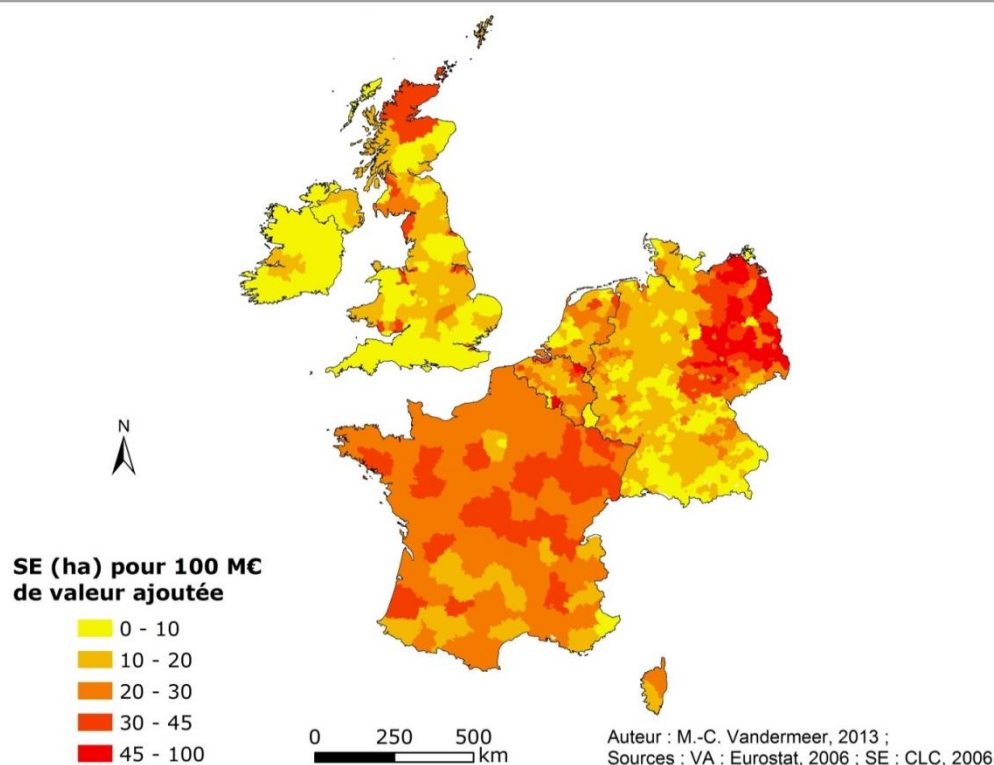 N
SE (ha) pour 100 M€
de valeur ajoutée
0 - 10
10 - 20
20 - 30
30 - 45
45 - 100
0 250 500
km
Auteur : M.-C. Vandermeer, 2013 ;
Sources : VA : Eurostat, 2006 ; SE : CLC, 2006